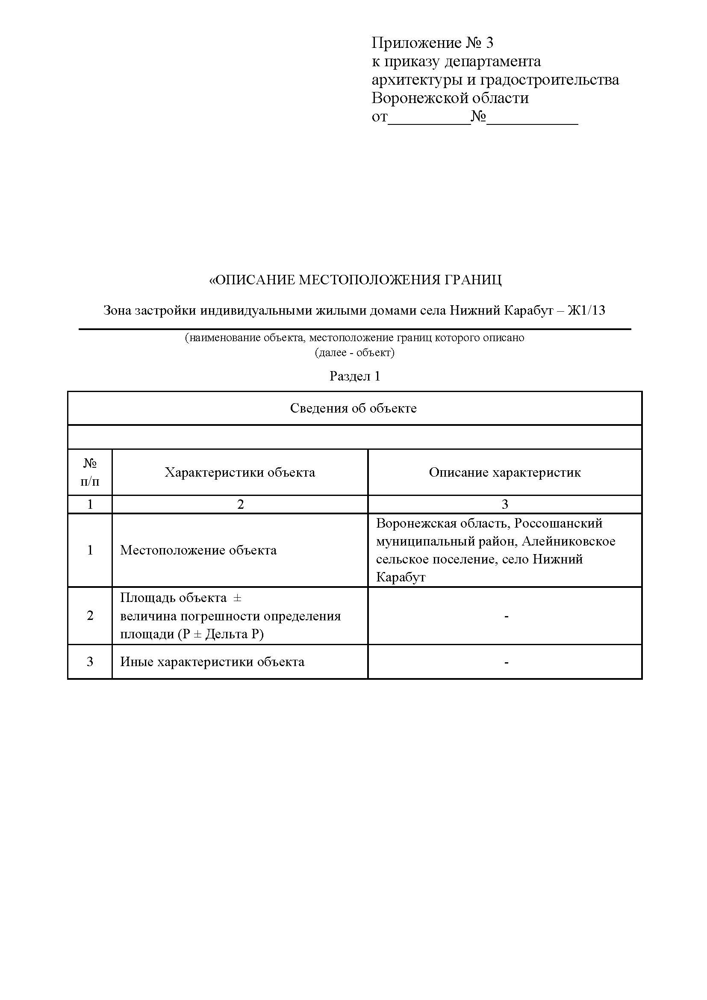 Приложение № 3
к приказу департамента
архитектуры и градостроительства
Воронежской области
от___________№____________
«ОПИСАНИЕ МЕСТОПОЛОЖЕНИЯ ГРАНИЦ
Зона застройки индивидуальными жилыми домами села Нижний Карабут – Ж1/13
(наименование объекта, местоположение границ которого описано
(далее - объект)
Раздел 1
Сведения об объекте
№
п/п
Характеристики объекта
Описание характеристик
1
2
3
1
Местоположение объекта
Воронежская область, Россошанский
муниципальный район, Алейниковское
сельское поселение, село Нижний
Карабут
2
Площадь объекта ±
величина погрешности определения
площади (Р ± Дельта Р)
-
3
Иные характеристики объекта
-